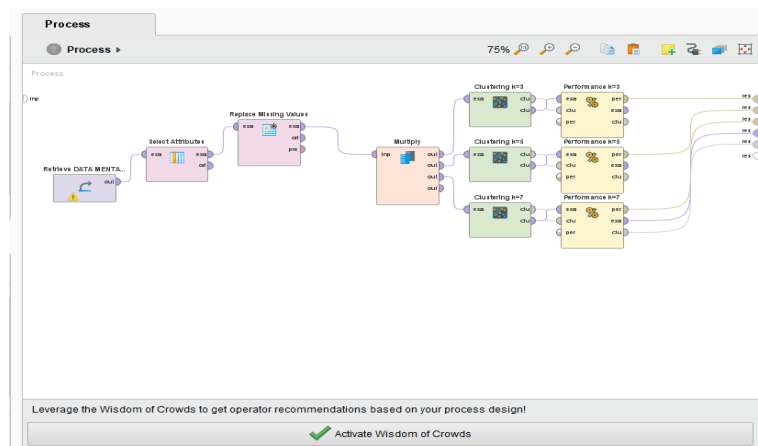 Process
Process
75%
Process
inp
Retrieve DATA MENTA...
out
Select Attributes
exa
exa
ori
Replace Missing Values
exa
exa
ori
pre
Multiply
inp
out
out
out
out
Clustering k=3
exa
clu
clu
Performance k=3
exa
per
clu
exa
per
clu
Clustering k=5
exa
clu
clu
Performance k=5
exa
per
clu
exa
per
clu
Clustering k=7
exa
clu
clu
Performance k=7
exa
per
clu
exa
per
clu
res
res
res
res
res
res
Leverage the Wisdom of Crowds to get operator recommendations based on your process design!
Activate Wisdom of Crowds